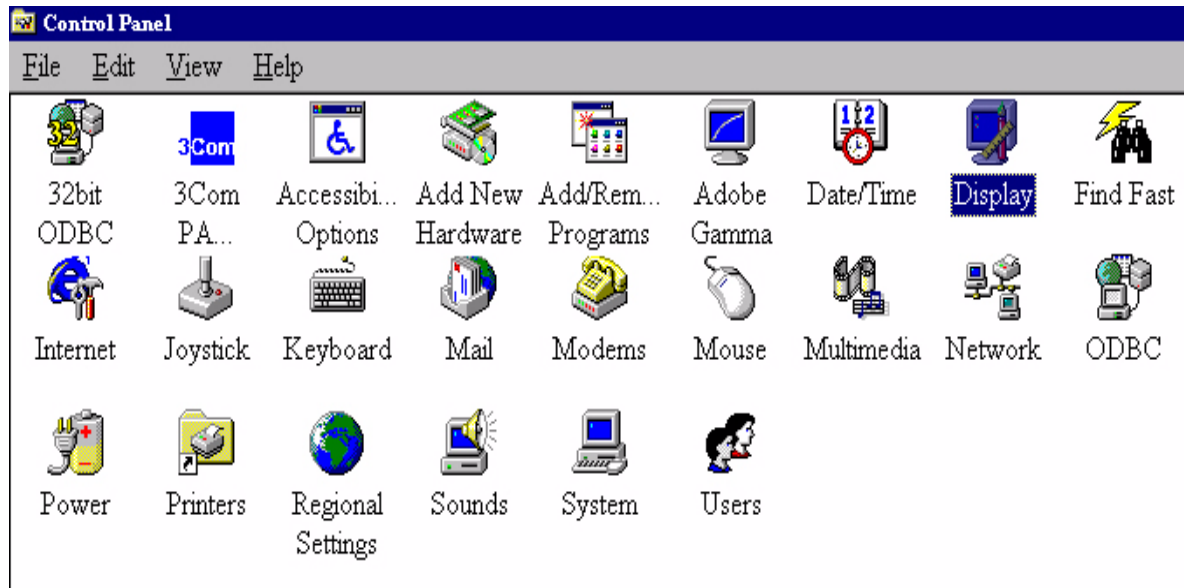 Control Panel
File Edit View Help
32
3Com
12
32bit ODBC
3Com PA...
Accessibi... Options
Add New Hardware
Add/Rem... Programs
Adobe Gamma
Date/Time
Display
Find Fast
Internet
Joystick
Keyboard
Mail
Modems
Mouse
Multimedia
Network
ODBC
Power
Printers
Regional Settings
Sounds
System
Users